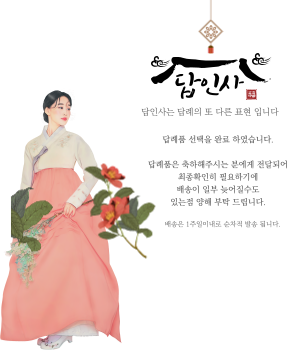 답인사
답인사는 답례의 또 다른 표현 입니다
답례품 선택을 완료 하였습니다.
답례품은 축하해주시는 분에게 전달되어
최종확인히 필요하기에
배송이 일부 늦어질수도
있는점 양해 부탁 드립니다.
배송은 1주일이내로 순차적 발송 됩니다.